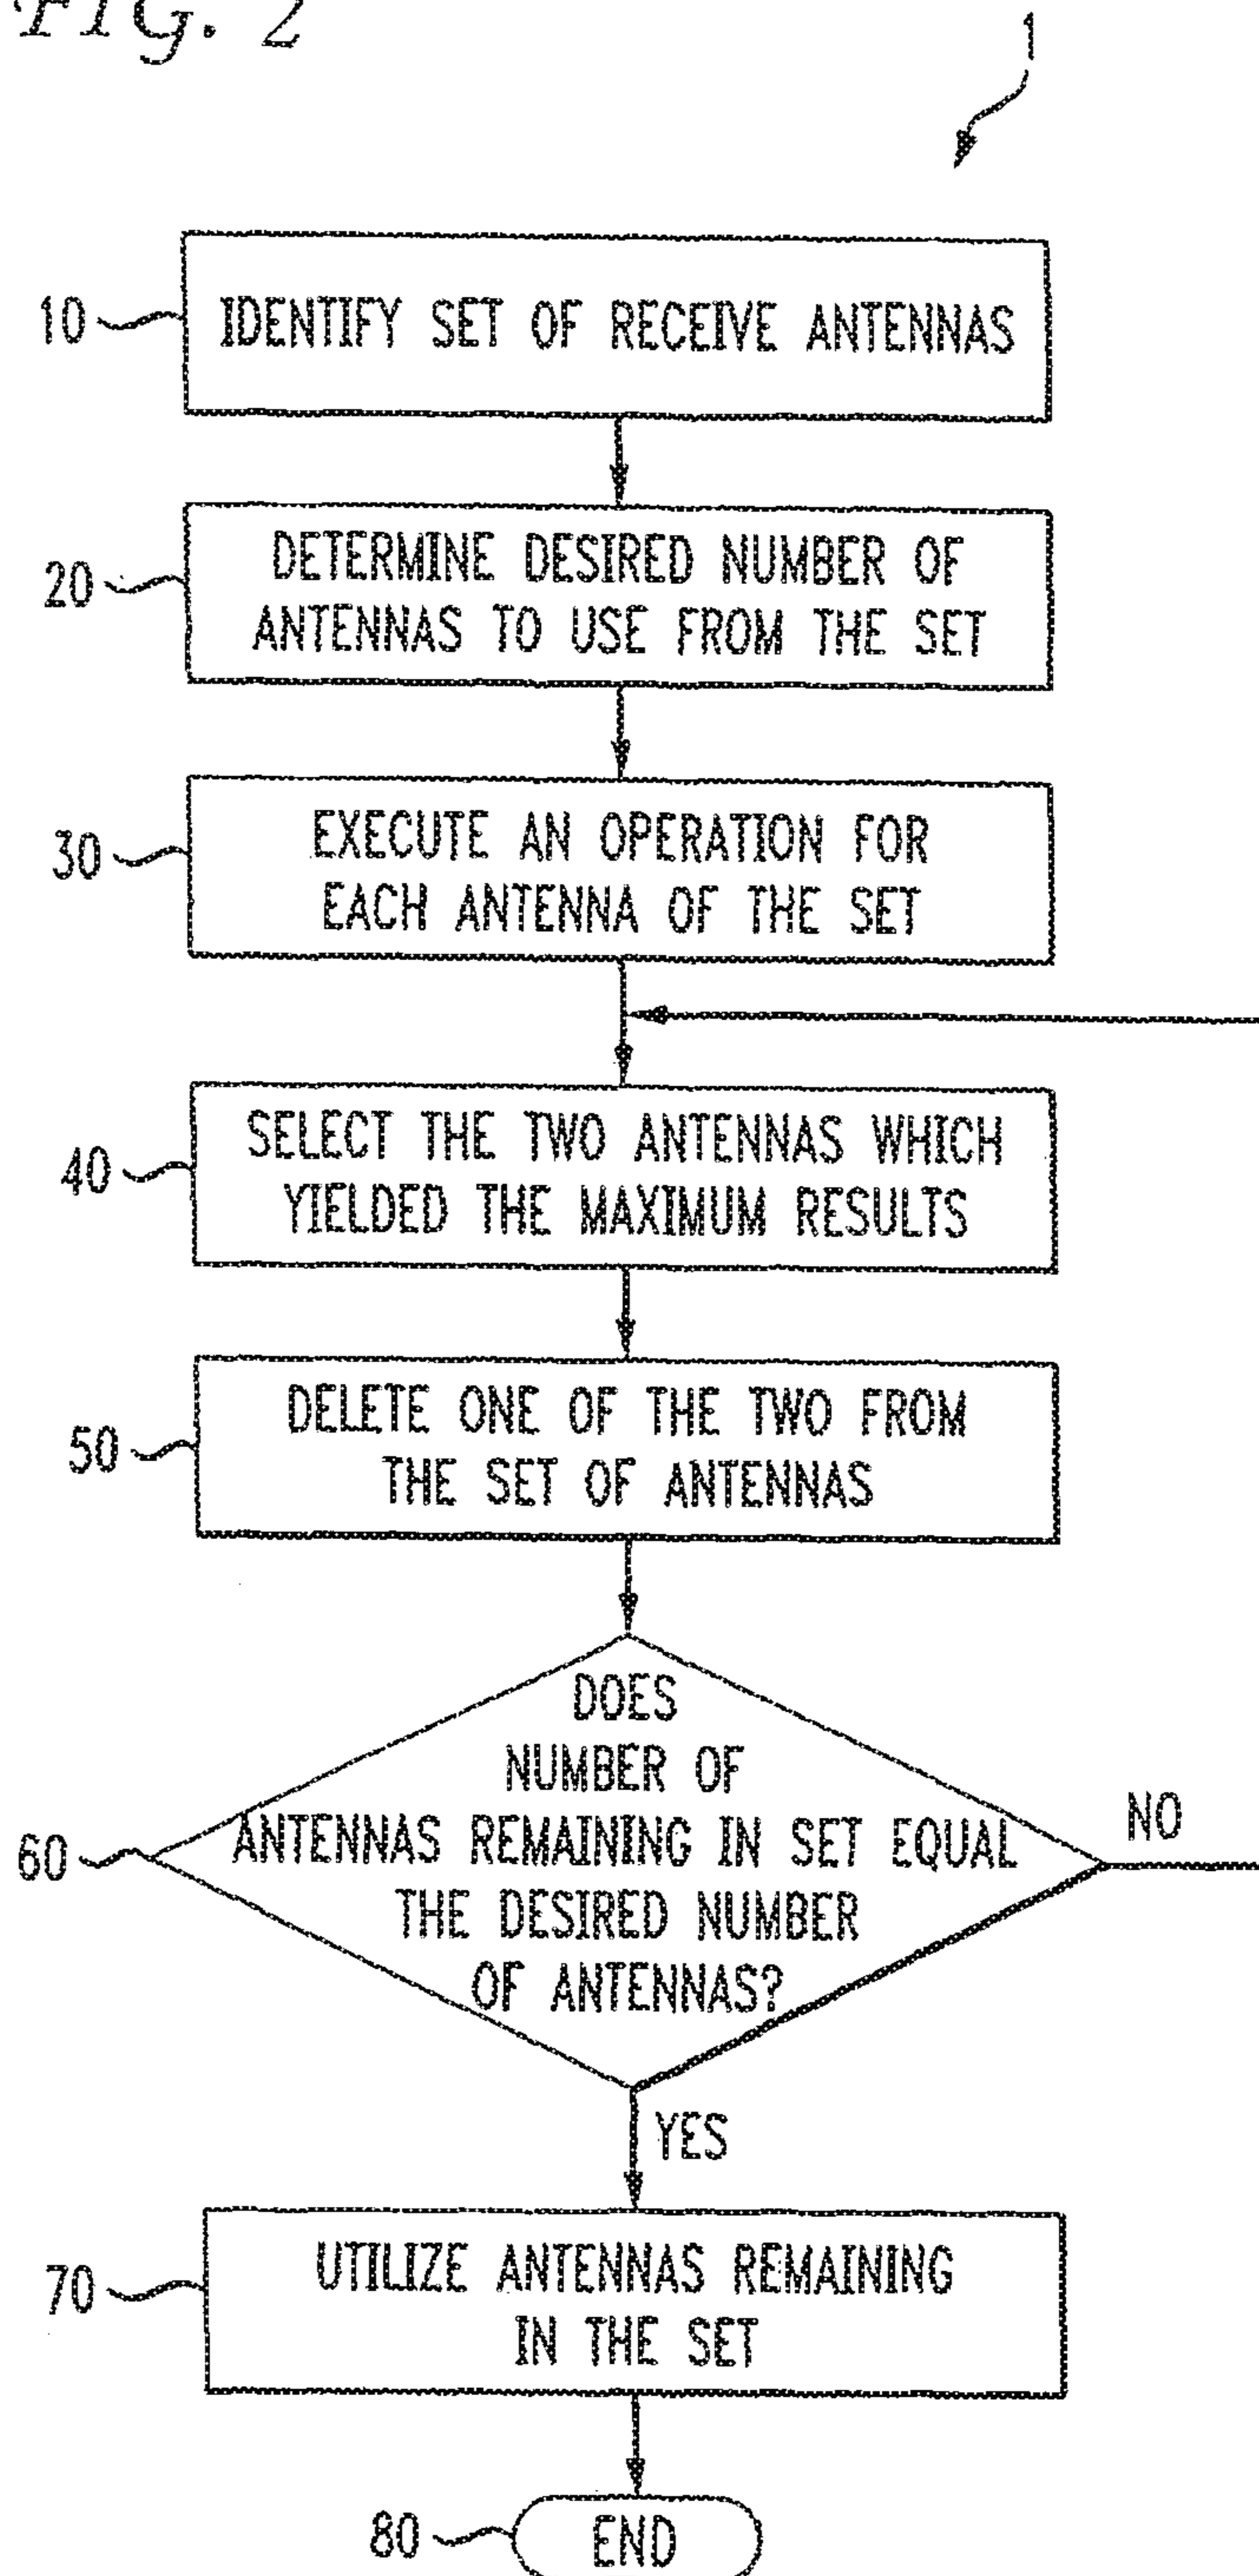 FIG. 2
1
10
IDENTIFY SET OF RECEIVE ANTENNAS
20
DETERMINE DESIRED NUMBER OF
ANTENNAS TO USE FROM THE SET
30
EXECUTE AN OPERATION FOR
EACH ANTENNA OF THE SET
40
SELECT THE TWO ANTENNAS WHICH
YIELDED THE MAXIMUM RESULTS
50
DELETE ONE OF THE TWO FROM
THE SET OF ANTENNAS
60
DOES
NUMBER OF
ANTENNAS REMAINING IN SET EQUAL
THE DESIRED NUMBER
OF ANTENNAS?
NO
YES
70
UTILIZE ANTENNAS REMAINING
IN THE SET
80
END